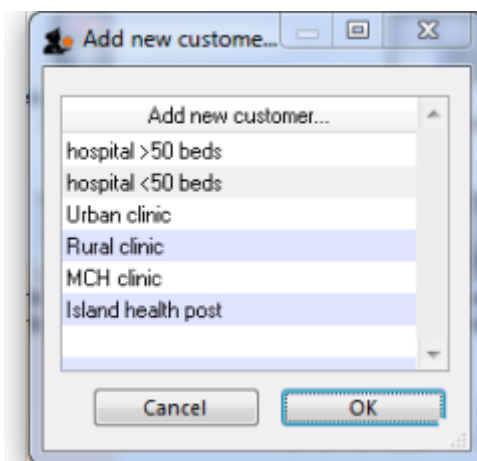 Add new custome...
Add new customer...
hospital >50 beds
hospital <50 beds
Urban clinic
Rural clinic
MCH clinic
Island health post
Cancel
OK